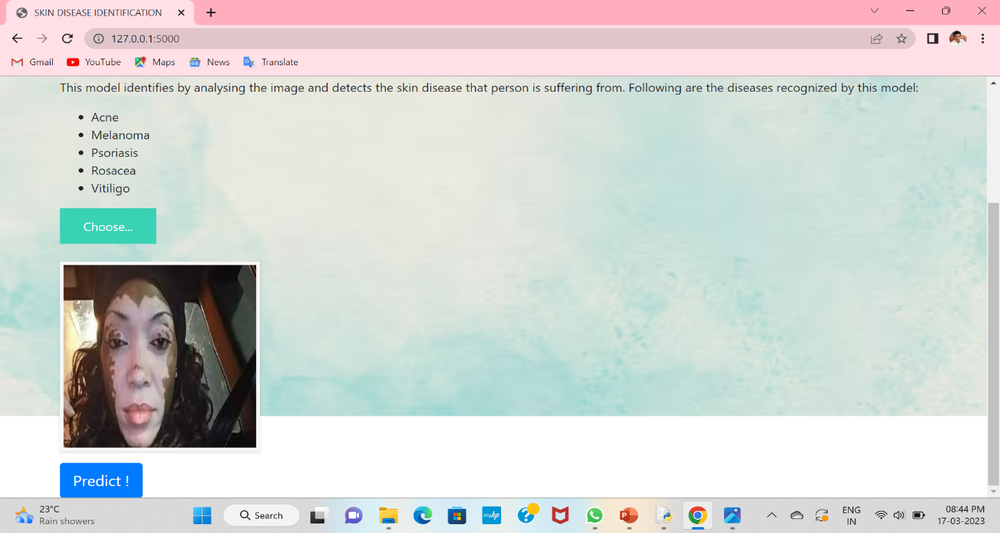 SKIN DISEASE IDENTIFICATION
127.0.0.1:5000
Gmail YouTube Maps News Translate
This model identifies by analysing the image and detects the skin disease that person is suffering from. Following are the diseases recognized by this model:
Acne
Melanoma
Psoriasis
Rosacea
Vitiligo
Choose...
Predict !
23°C
Rain showers
Search
myhp
ENG
IN
08:44 PM
17-03-2023